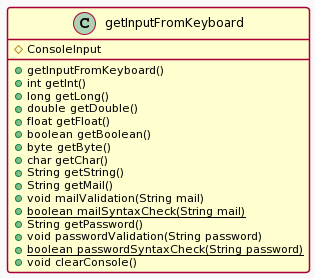 C getInputFromKeyboard
ConsoleInput
getInputFromKeyboard()
int getInt()
long getLong()
double getDouble()
float getFloat()
boolean getBoolean()
byte getByte()
char getChar()
String getString()
String getMail()
void mailValidation(String mail)
boolean mailSyntaxCheck(String mail)
String getPassword()
void passwordValidation(String password)
boolean passwordSyntaxCheck(String password)
void clearConsole()